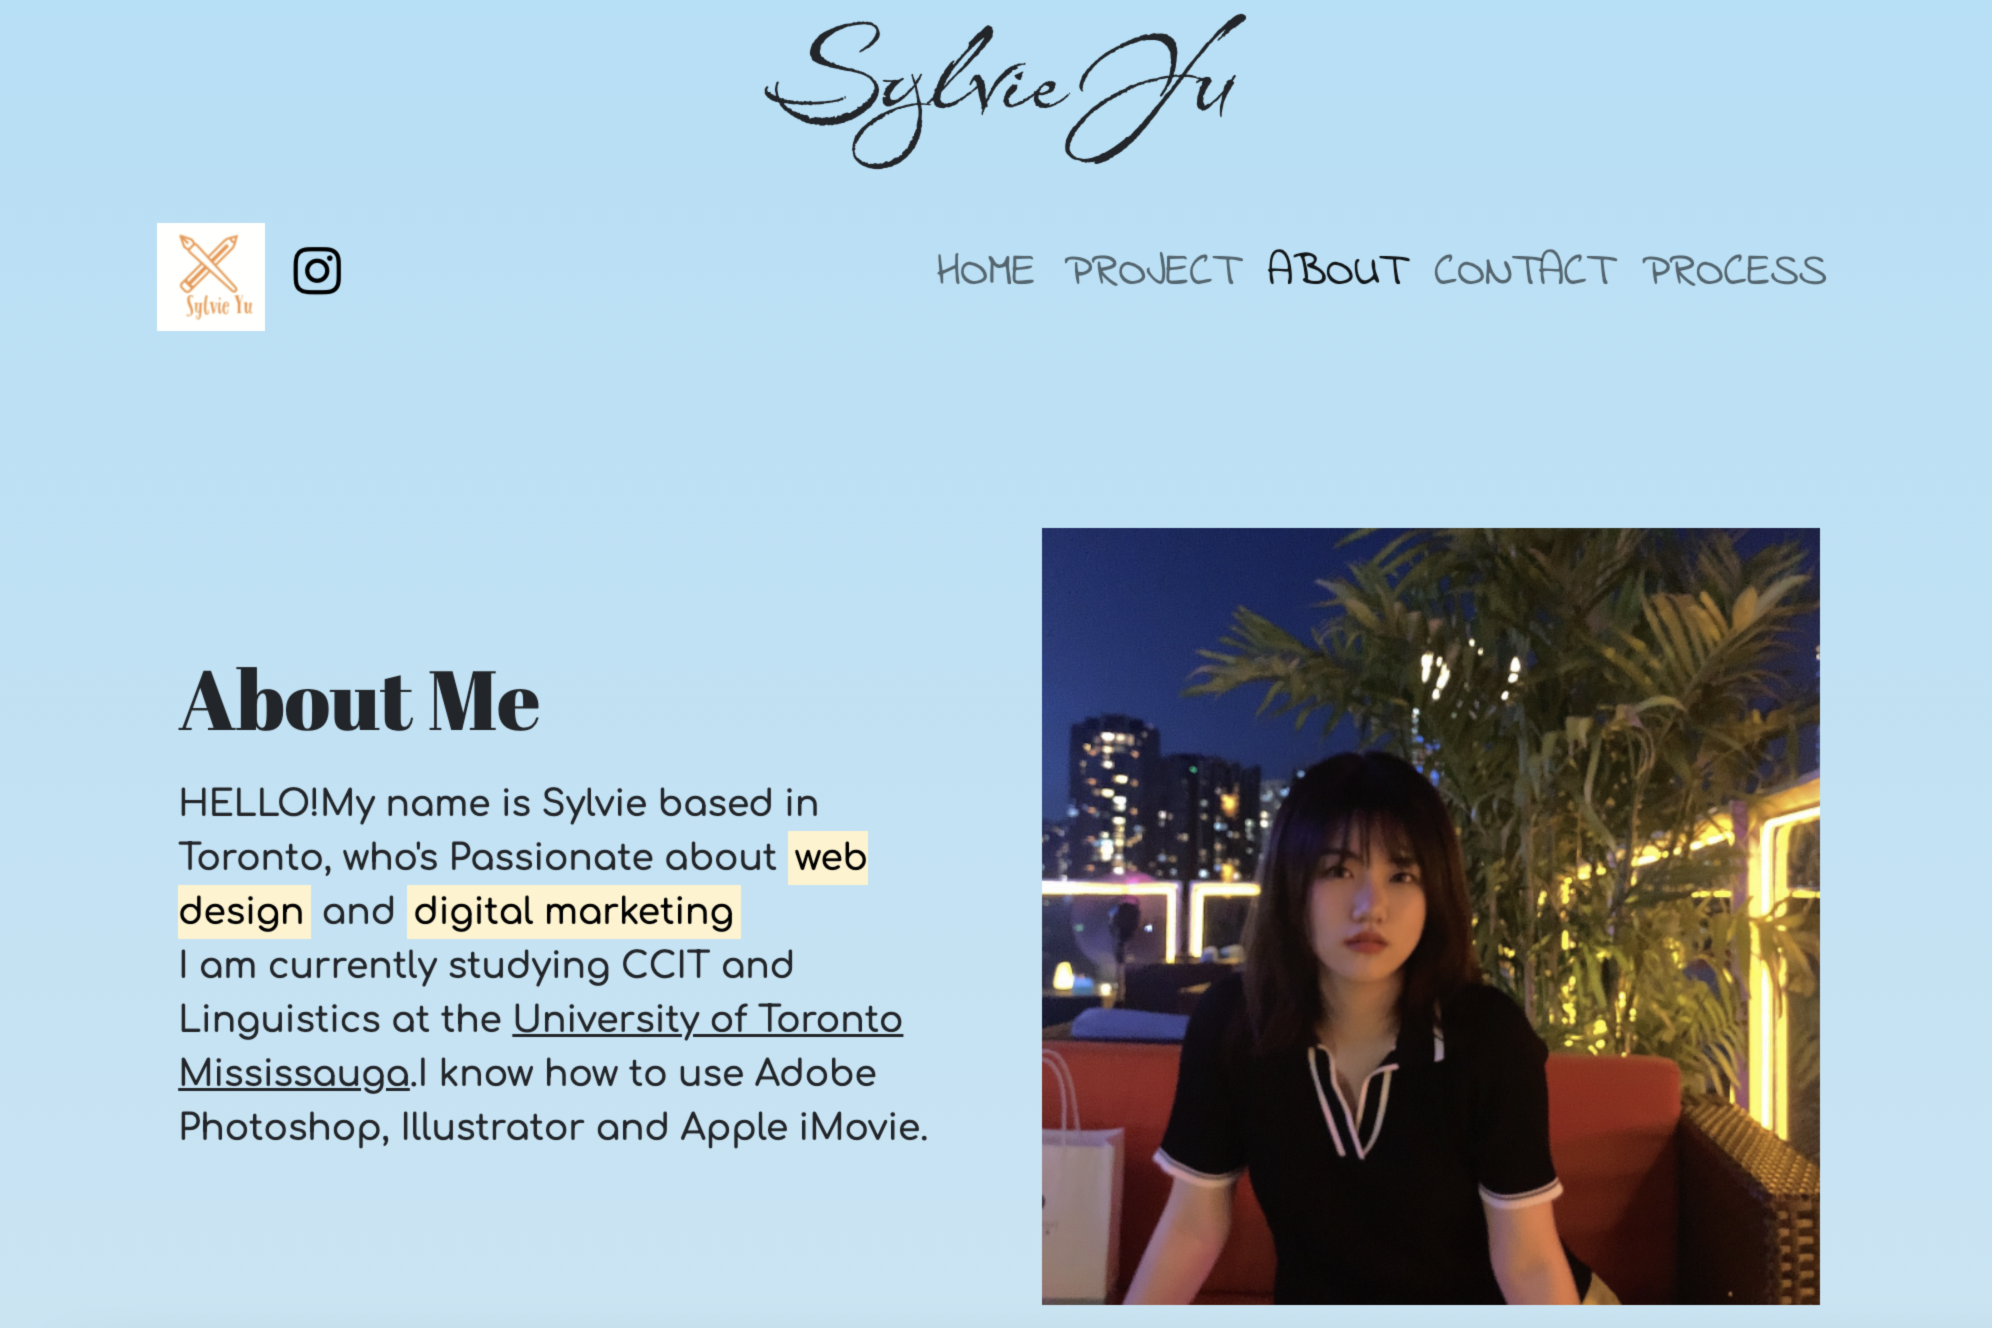 Sylvie Yu
Sylvie Yu
HOME PROJECT ABOUT CONTACT PROCESS
About Me
HELLO!My name is Sylvie based in
Toronto, who's Passionate about web
design and digital marketing
I am currently studying CCIT and
Linguistics at the University of Toronto
Mississauga.I know how to use Adobe
Photoshop, Illustrator and Apple iMovie.